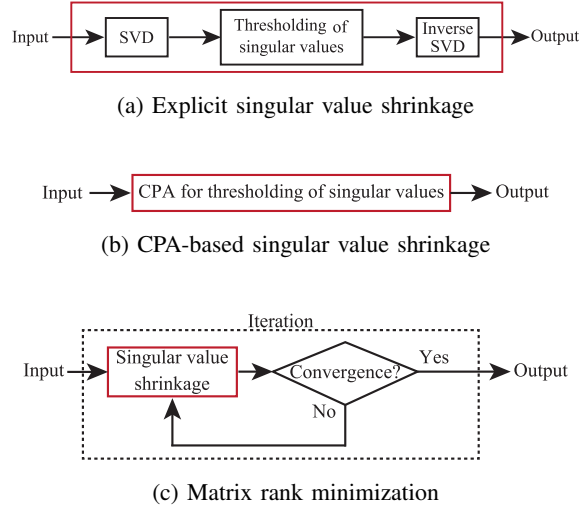 Input
SVD
Thresholding of
singular values
Inverse
SVD
Output
(a) Explicit singular value shrinkage
Input
CPA for thresholding of singular values
Output
(b) CPA-based singular value shrinkage
Iteration
Input
Singular value
shrinkage
Convergence?
Yes
No
Output
(c) Matrix rank minimization